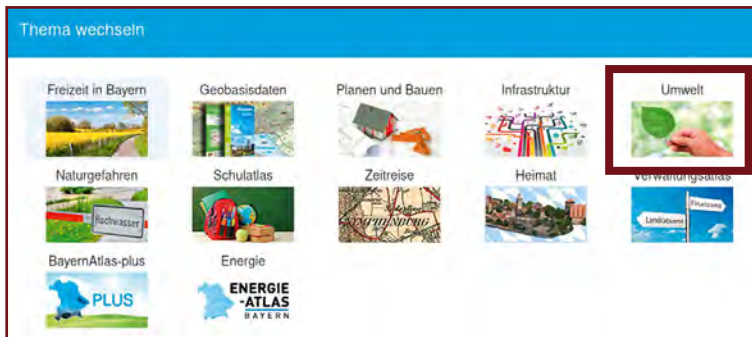 Thema wechseln
Freizeit in Bayern
Geobasisdaten
Planen und Bauen
Infrastruktur
Umwelt
Naturgefahren
Schulatlas
Zeitreise
Heimat
Verwaltungsatlas
Hochwasser
Landratsamt
Finanzamt
BayernAtlas-plus
Energie
PLUS
ENERGIE
-ATLAS
BAYERN